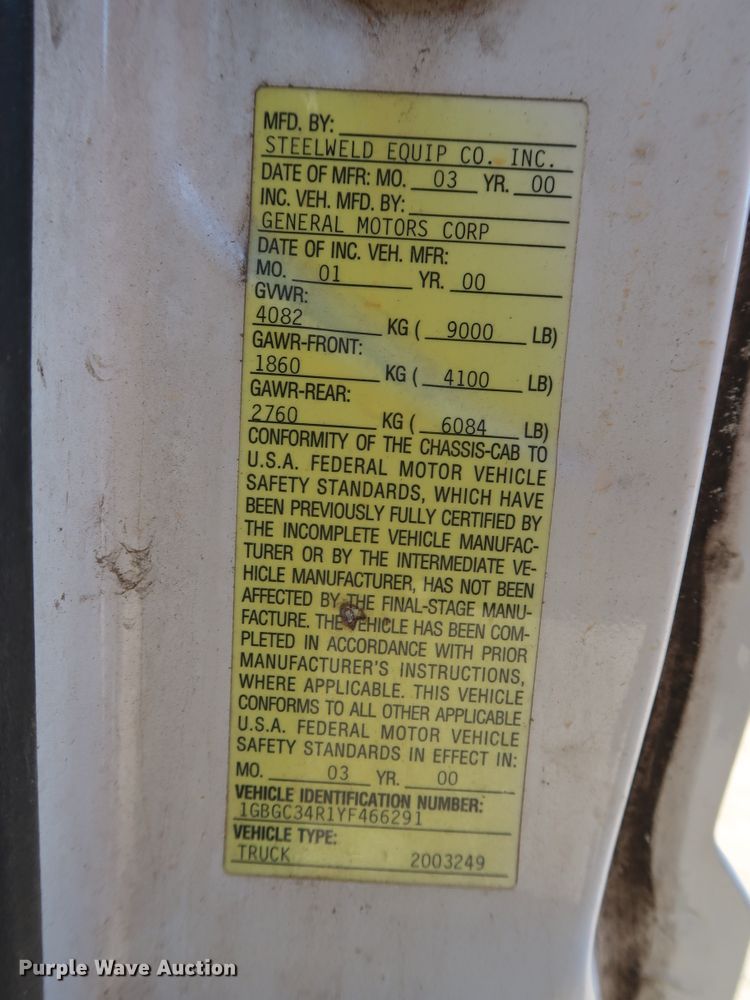 MFD. BY:
STEELWELD EQUIP CO. INC.
DATE OF MFR: MO. 03 YR. 00
INC. VEH. MFD. BY:
GENERAL MOTORS CORP
DATE OF INC. VEH. MFR:
MO. 01 YR. 00
GVWR:
4082 KG ( 9000 LB)
GAWR-FRONT:
1860 KG ( 4100 LB)
GAWR-REAR:
2760 KG ( 6084 LB)
CONFORMITY OF THE CHASSIS-CAB TO
U.S.A. FEDERAL MOTOR VEHICLE
SAFETY STANDARDS, WHICH HAVE
BEEN PREVIOUSLY FULLY CERTIFIED BY
THE INCOMPLETE VEHICLE MANUFAC-
TURER OR BY THE INTERMEDIATE VE-
HICLE MANUFACTURER, HAS NOT BEEN
AFFECTED BY THE FINAL-STAGE MANU-
FACTURE. THE VEHICLE HAS BEEN COM-
PLETED IN ACCORDANCE WITH PRIOR
MANUFACTURER'S INSTRUCTIONS,
WHERE APPLICABLE. THIS VEHICLE
CONFORMS TO ALL OTHER APPLICABLE
U.S.A. FEDERAL MOTOR VEHICLE
SAFETY STANDARDS IN EFFECT IN:
MO. 03 YR. 00
VEHICLE IDENTIFICATION NUMBER:
1GBGC34R1YF466291
VEHICLE TYPE:
TRUCK 2003249
Purple Wave Auction